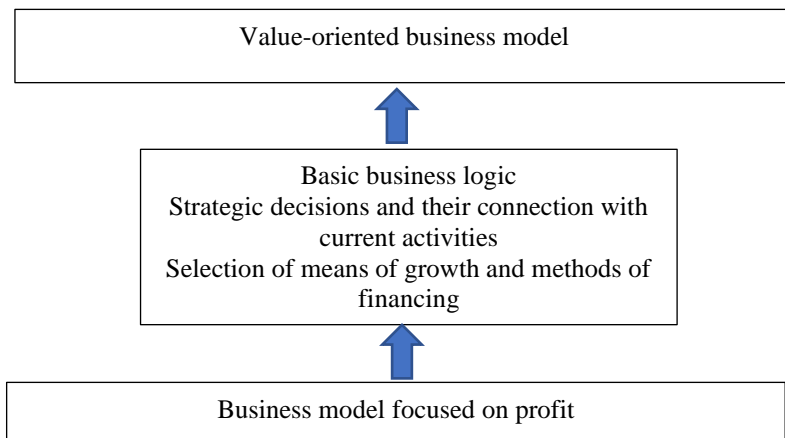 Value-oriented business model
Basic business logic
Strategic decisions and their connection with
current activities
Selection of means of growth and methods of
financing
Business model focused on profit